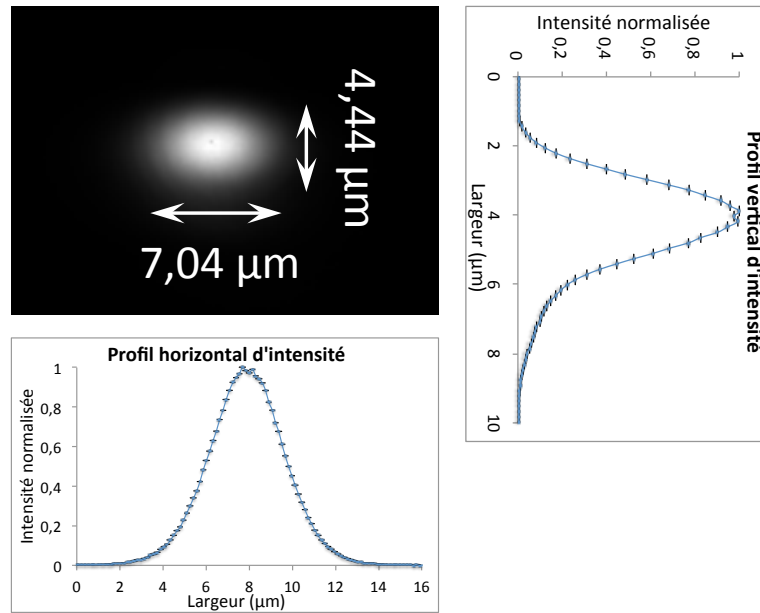 4,44 µm
7,04 µm
Profil horizontal d'intensité
Intensité normalisée
1
0,8
0,6
0,4
0,2
0
0 2 4 6 8 10 12 14 16
Largeur (µm)
Profil vertical d'intensité
Intensité normalisée
0 0,2 0,4 0,6 0,8 1
0
2
4
6
8
10
Largeur (µm)